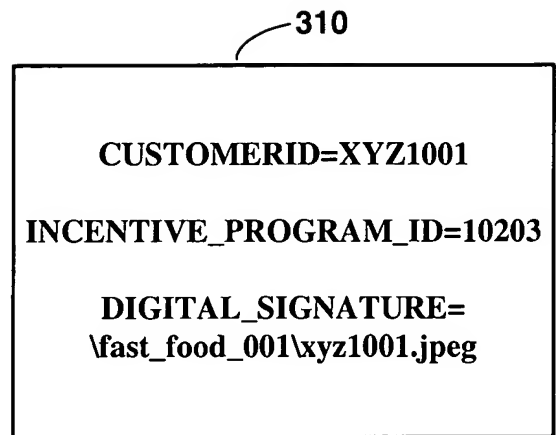 310
CUSTOMERID=XYZ1001
INCENTIVE_PROGRAM_ID=10203
DIGITAL_SIGNATURE=
\fast_food_001\xyz1001.jpeg